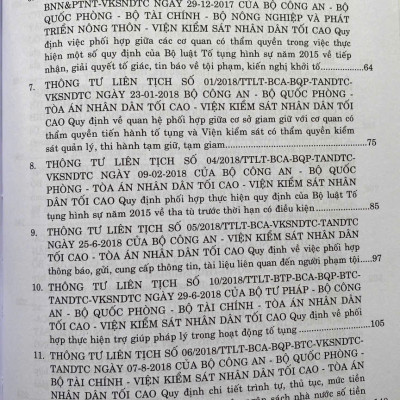 BNN&PTNT-VKSNDTC NGÀY 29-12-2017 CỦA BỘ CÔNG AN - BỘ
QUỐC PHÒNG - BỘ TÀI CHÍNH - BỘ NÔNG NGHIỆP VÀ PHÁT
TRIỂN NÔNG THÔN - VIỆN KIỂM SÁT NHÂN DÂN TỐI CAO Quy
định việc phối hợp giữa các cơ quan có thẩm quyền trong việc thực
hiện một số quy định của Bộ luật Tố tụng hình sự năm 2015 về tiếp
nhận, giải quyết tố giác, tin báo về tội phạm, kiến nghị khởi tố..............64
7. THÔNG TƯ LIÊN TỊCH SỐ 01/2018/TTLT-BCA-BQP-TANDTC-
VKSNDTC NGÀY 23-01-2018 BỘ CÔNG AN - BỘ QUỐC PHÒNG -
TÒA ÁN NHÂN DÂN TỐI CAO - VIỆN KIỂM SÁT NHÂN DÂN TỐI
CAO Quy định về quan hệ phối hợp giữa cơ sở giam giữ với cơ quan có
thẩm quyền tiến hành tố tụng và Viện kiểm sát có thẩm quyền kiểm
sát quản lý, thi hành tạm giữ, tạm giam..............75
8. THÔNG TƯ LIÊN TỊCH SỐ 04/2018/TTLT-BCA-BQP-TANDTC-
VKSNDTC NGÀY 09-02-2018 CỦA BỘ CÔNG AN - BỘ QUỐC
PHÒNG - TÒA ÁN NHÂN DÂN TỐI CAO - VIỆN KIỂM SÁT NHÂN
DÂN TỐI CAO Quy định phối hợp thực hiện quy định của Bộ luật Tố
tụng hình sự năm 2015 về tha tù trước thời hạn có điều kiện..............85
9. THÔNG TƯ LIÊN TỊCH SỐ 05/2018/TTLT-BCA-VKSNDTC-TANDTC
NGÀY 25-6-2018 CỦA BỘ CÔNG AN - VIỆN KIỂM SÁT NHÂN DÂN
TỐI CAO - TÒA ÁN NHÂN DÂN TỐI CAO Quy định về việc phối hợp
thông báo, gửi, cung cấp thông tin, tài liệu liên quan đến người phạm tội.....97
10. THÔNG TƯ LIÊN TỊCH SỐ 10/2018/TTLT-BTP-BCA-BQP-BTC-
TANDTC-VKSNDTC NGÀY 29-6-2018 CỦA BỘ TƯ PHÁP - BỘ CÔNG
AN - BỘ QUỐC PHÒNG - BỘ TÀI CHÍNH - TÒA ÁN NHÂN DÂN
TỐI CAO - VIỆN KIỂM SÁT NHÂN DÂN TỐI CAO Quy định về phối
hợp thực hiện trợ giúp pháp lý trong hoạt động tố tụng..............105
11. THÔNG TƯ LIÊN TỊCH SỐ 06/2018/TTLT-BCA-BQP-BTC-VKSNDTC-
TANDTC NGÀY 07-8-2018 CỦA BỘ CÔNG AN - BỘ QUỐC PHÒNG -
BỘ TÀI CHÍNH - VIỆN KIỂM SÁT NHÂN DÂN TỐI CAO - TÒA ÁN
NHÂN DÂN TỐI CAO Quy định chi tiết trình tự, thủ tục, mức tiền
sách nhà nước số tiền